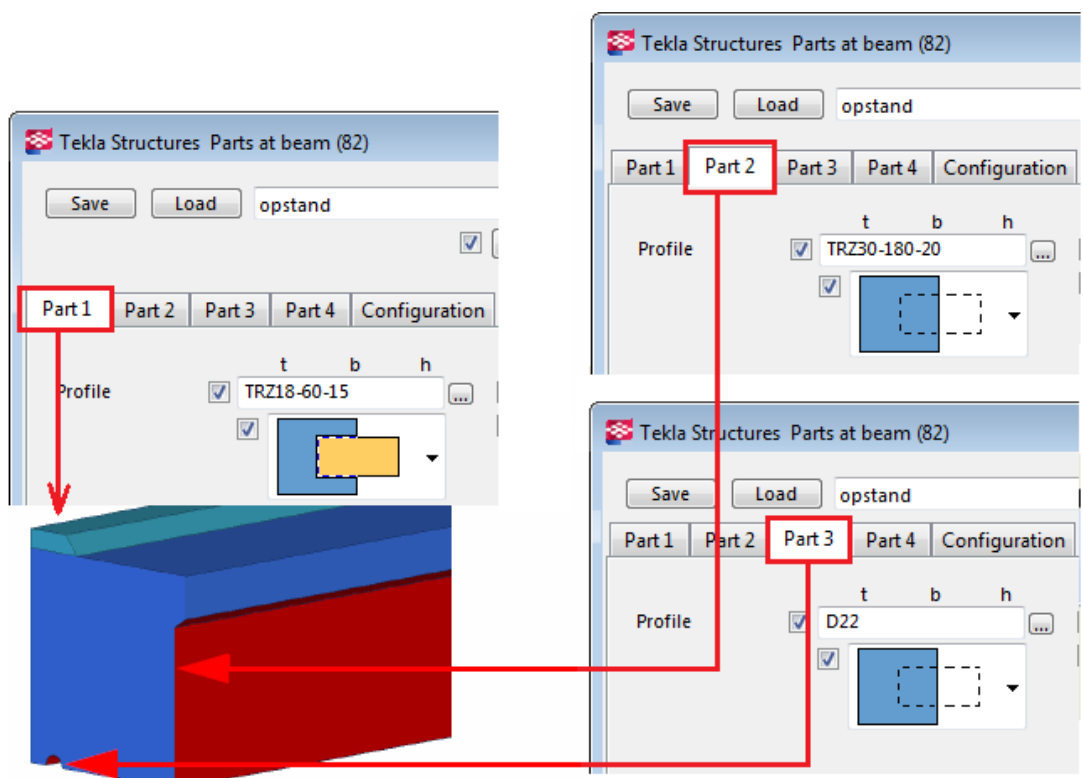 Tekla Structures Parts at beam (82)
Save Load opstand
Part 1 Part 2 Part 3 Part 4 Configuration
t b h
Profile TRZ18-60-15 ...
Tekla Structures Parts at beam (82)
Save Load opstand
Part 1 Part 2 Part 3 Part 4 Configuration
t b h
Profile TRZ30-180-20 ...
Tekla Structures Parts at beam (82)
Save Load opstand
Part 1 Part 2 Part 3 Part 4 Configuration
t b h
Profile D22 ...